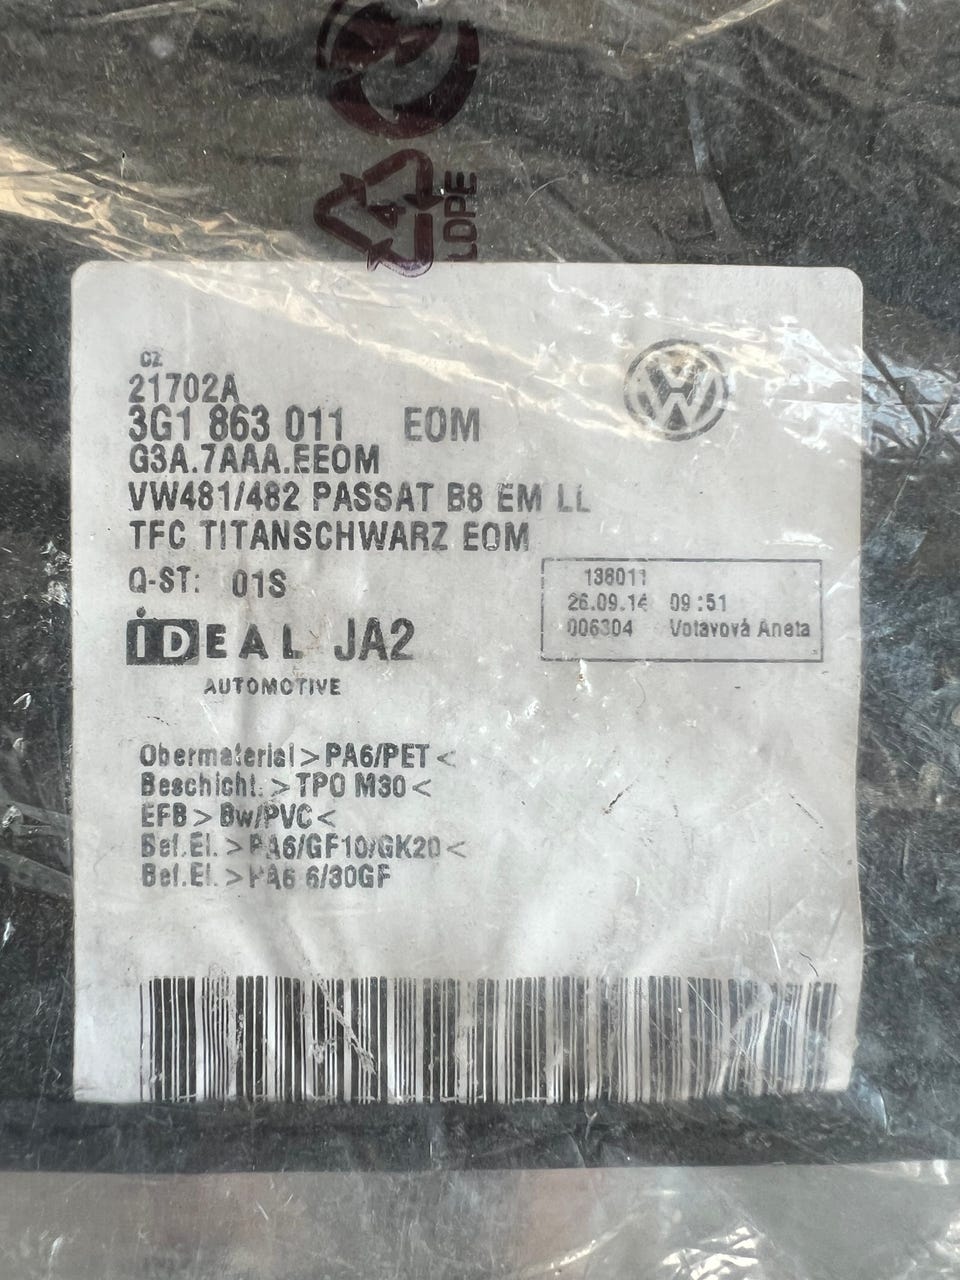 4
LDPE
CZ
21702A
3G1 863 011 EOM
G3A.7AAA.EEOM
VW481/482 PASSAT B8 EM LL
TFC TITANSCHWARZ EOM
Q-ST: 01S
138011
26.09.14 09:51
006304 Votavová Aneta
iDEAL JA2
AUTOMOTIVE
Obermaterial >PA6/PET<
Beschicht. >TPO M30<
EFB >Bw/PVC<
Bef.El. >PA6/GF10/GK20<
Bef.El. >PA6 6/30GF